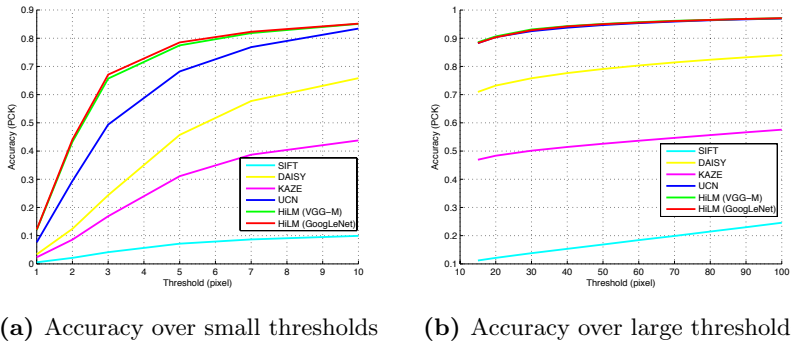 0.9
0.8
0.7
0.6
0.5
0.4
0.3
0.2
0.1
0
Accuracy (PCK)
SIFT
DAISY
KAZE
UCN
HiLM (VGG−M)
HiLM (GoogLeNet)
1 2 3 4 5 6 7 8 9 10
Threshold (pixel)
(a) Accuracy over small thresholds
1
0.9
0.8
0.7
0.6
0.5
0.4
0.3
0.2
0.1
Accuracy (PCK)
SIFT
DAISY
KAZE
UCN
HiLM (VGG−M)
HiLM (GoogLeNet)
10 20 30 40 50 60 70 80 90 100
Threshold (pixel)
(b) Accuracy over large threshold